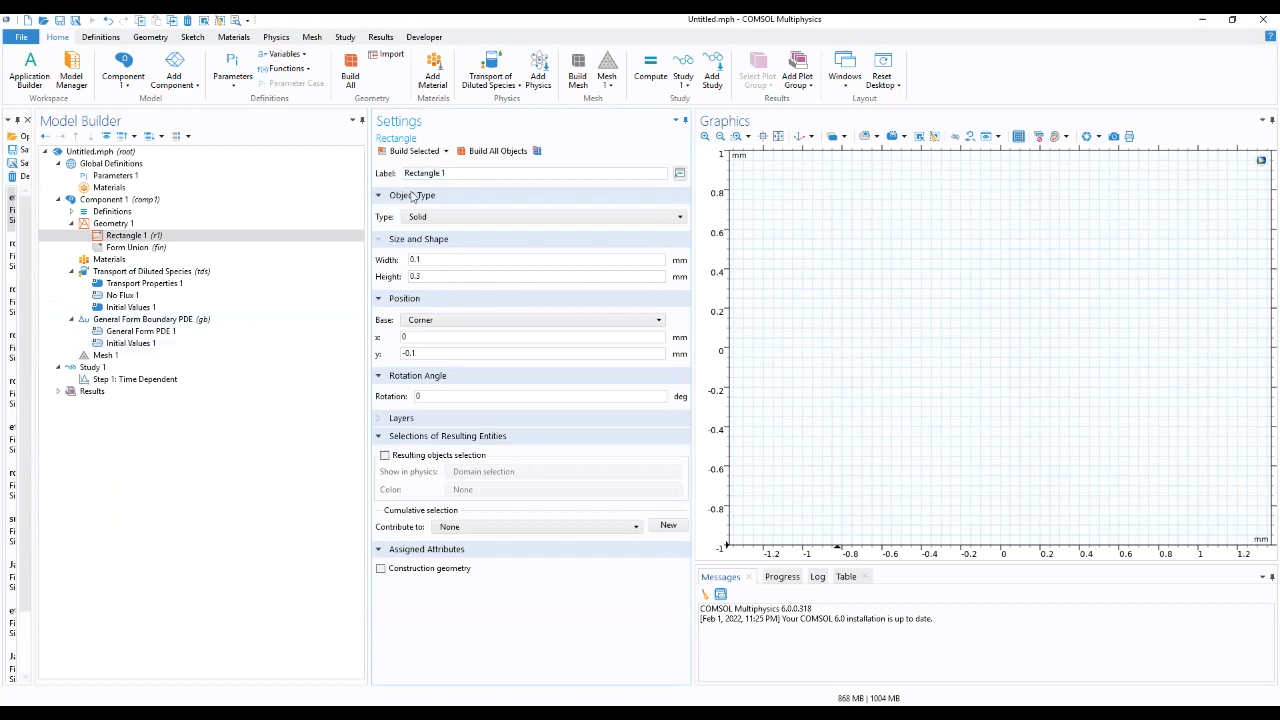 Untitled.mph - COMSOL Multiphysics
File Home Definitions Geometry Sketch Materials Physics Mesh Study Results Developer
Application Builder
Model Manager
Workspace
Component 1
Add Component
Model
Parameters
a= Variables
f(x) Functions
Pi Parameter Case
Definitions
Build All
Import
Geometry
Add Material
Materials
Transport of Diluted Species
Add Physics
Physics
Build Mesh
Mesh 1
Mesh
Compute
Study 1
Add Study
Study
Select Plot Group
Add Plot Group
Results
Windows
Reset Desktop
Layout
Model Builder
Untitled.mph (root)
Global Definitions
Parameters 1
Materials
Component 1 (comp1)
Definitions
Geometry 1
Rectangle 1 (r1)
Form Union (fin)
Materials
Transport of Diluted Species (tds)
Transport Properties 1
No Flux 1
Initial Values 1
Δu General Form Boundary PDE (gb)
General Form PDE 1
Initial Values 1
Mesh 1
Study 1
Step 1: Time Dependent
Results
Settings
Rectangle
Build Selected Build All Objects
Label: Rectangle 1
Object Type
Type: Solid
Size and Shape
Width: 0.1 mm
Height: 0.3 mm
Position
Base: Corner
x: 0 mm
y: -0.1 mm
Rotation Angle
Rotation: 0 deg
Layers
Selections of Resulting Entities
Resulting objects selection
Show in physics: Domain selection
Color: None
Cumulative selection
Contribute to: None New
Assigned Attributes
Construction geometry
Graphics
1 mm
0.8
0.6
0.4
0.2
0
-0.2
-0.4
-0.6
-0.8
-1
mm
-1.2 -1 -0.8 -0.6 -0.4 -0.2 0 0.2 0.4 0.6 0.8 1 1.2
Messages Progress Log Table
COMSOL Multiphysics 6.0.0.318
[Feb 1, 2022, 11:25 PM] Your COMSOL 6.0 installation is up to date.
868 MB | 1004 MB